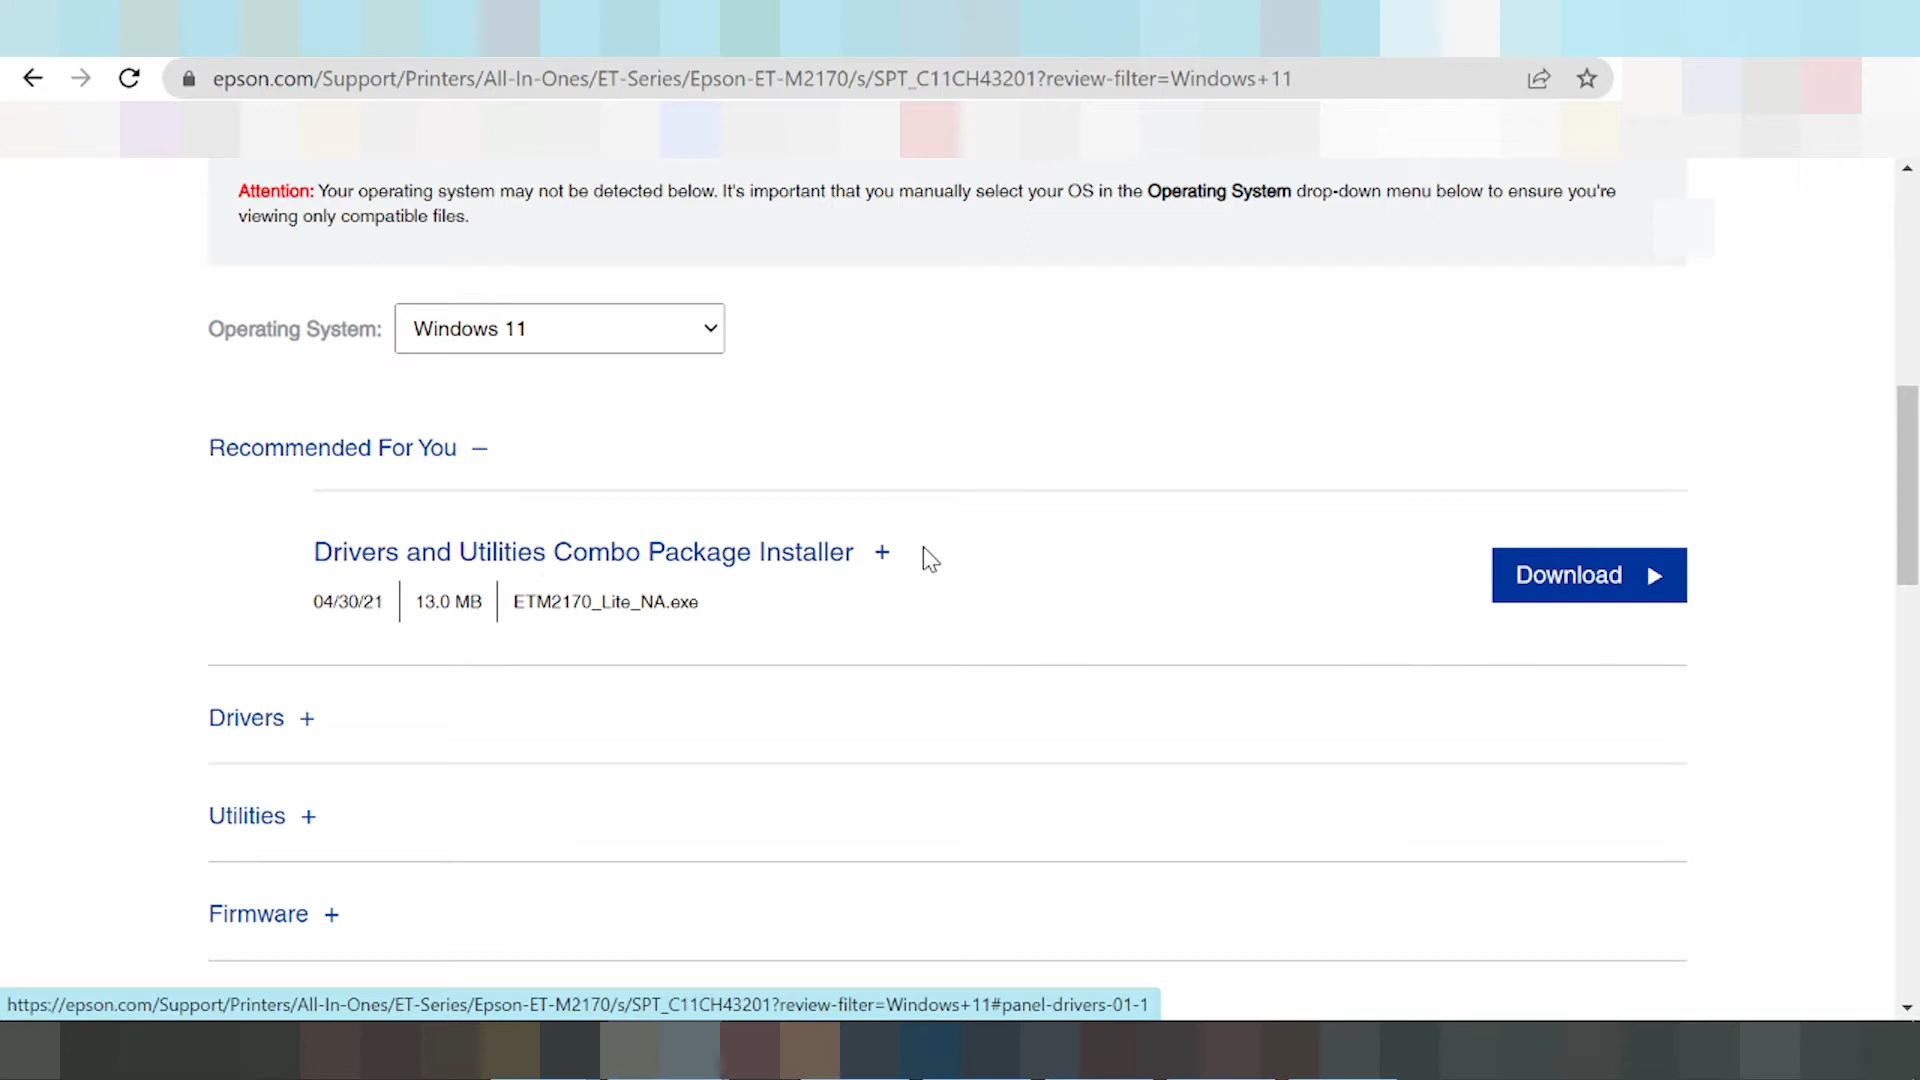 epson.com/Support/Printers/All-In-Ones/ET-Series/Epson-ET-M2170/s/SPT_C11CH43201?review-filter=Windows+11
Attention: Your operating system may not be detected below. It's important that you manually select your OS in the Operating System drop-down menu below to ensure you're
viewing only compatible files.
Operating System: Windows 11
Recommended For You –
Drivers and Utilities Combo Package Installer +
04/30/21 | 13.0 MB | ETM2170_Lite_NA.exe
Download
Drivers +
Utilities +
Firmware +
https://epson.com/Support/Printers/All-In-Ones/ET-Series/Epson-ET-M2170/s/SPT_C11CH43201?review-filter=Windows+11#panel-drivers-01-1